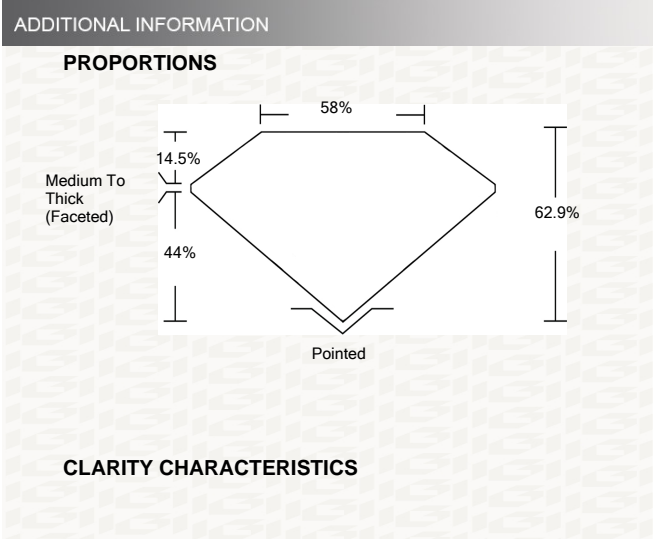 ADDITIONAL INFORMATION
PROPORTIONS
58%
14.5%
Medium To
Thick
(Faceted)
62.9%
44%
Pointed
CLARITY CHARACTERISTICS